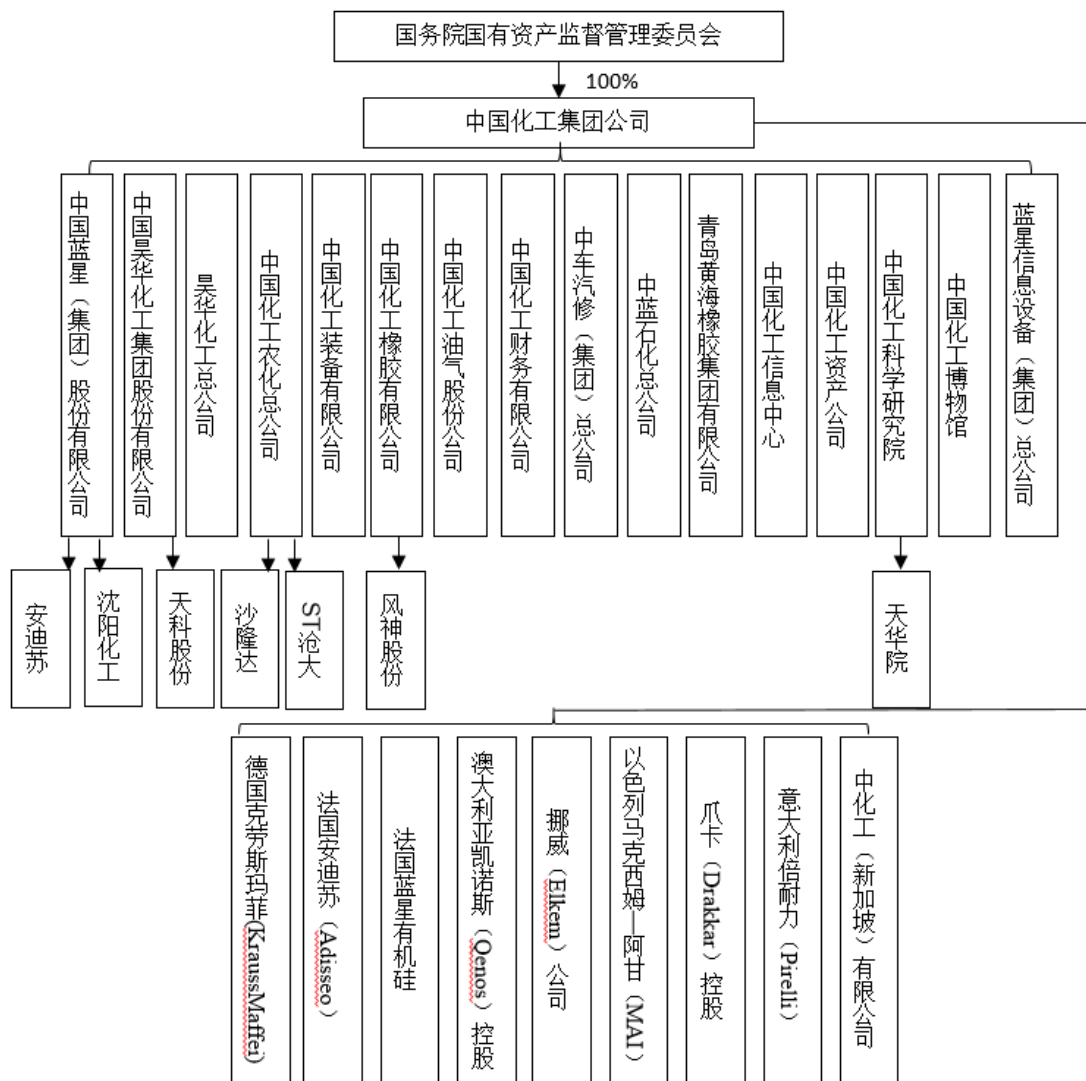 国务院国有资产监督管理委员会
100%
中国化工集团公司
中国蓝星（集团）股份有限公司
中国昊华化工集团股份有限公司
昊华化工总公司
中国化工农化总公司
中国化工装备有限公司
中国化工橡胶有限公司
中国化工油气股份公司
中国化工财务有限公司
中车汽修（集团）总公司
中蓝石化总公司
青岛黄海橡胶集团有限公司
中国化工信息中心
中国化工资产公司
中国化工科学研究院
中国化工博物馆
蓝星信息设备（集团）总公司
安迪苏
沈阳化工
天科股份
沙隆达
ST沧大
风神股份
天华院
德国克劳斯玛菲(KraussMaffei)
法国安迪苏（Adisseo）
法国蓝星有机硅
澳大利亚凯诺斯（Qenos）控股
挪威（Elkem）公司
以色列马克西姆—阿甘（MAI）
爪卡（Drakkar）控股
意大利倍耐力（Pirelli）
中化工（新加坡）有限公司